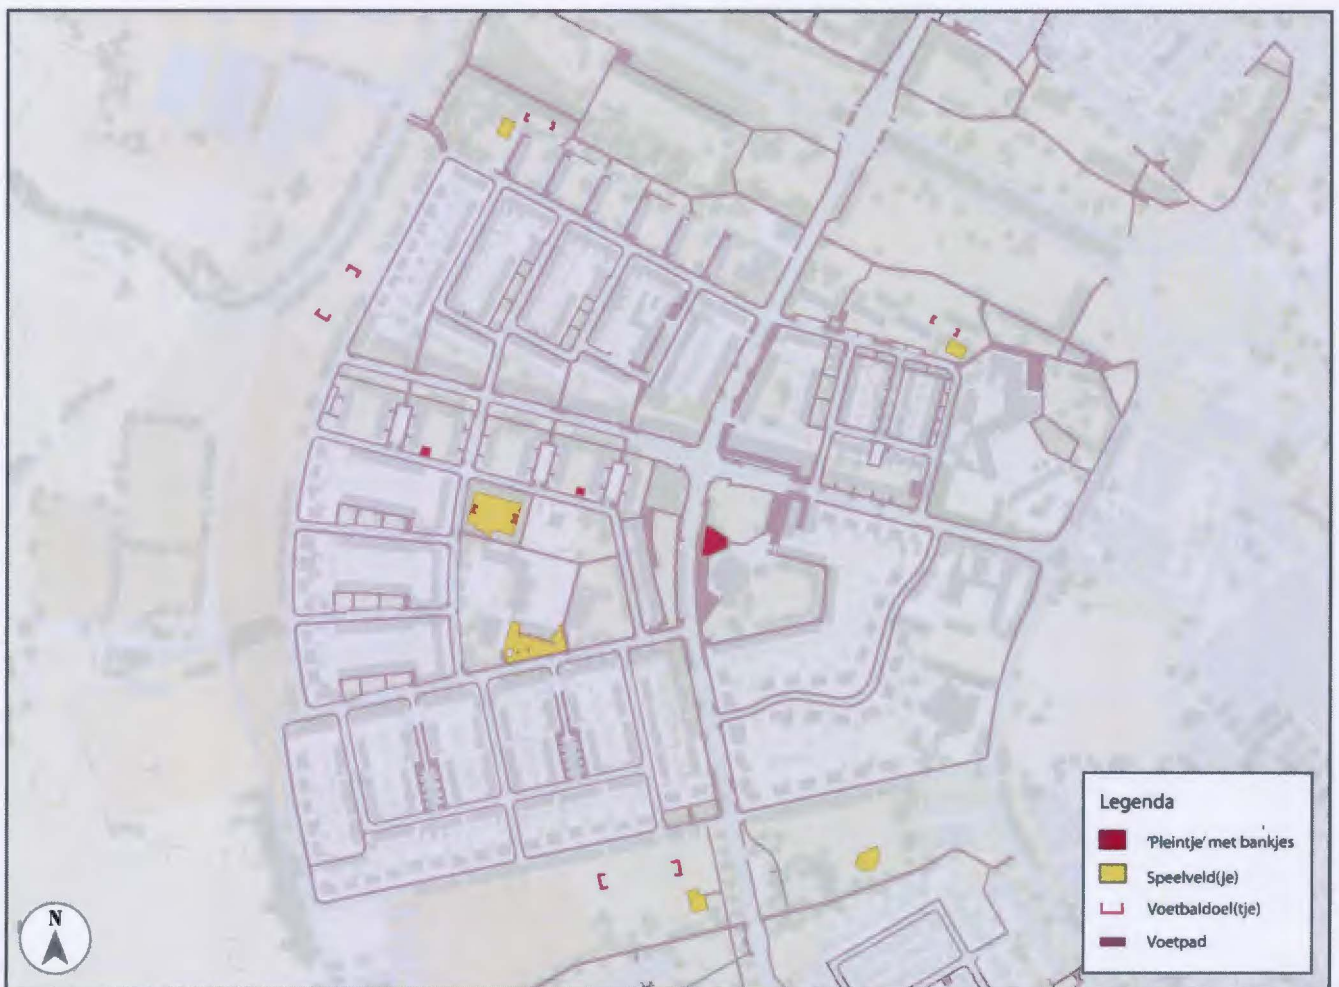 Legenda
'Pleintje' met bankjes
Speelveld(je)
Voetbaldoel(tje)
Voetpad
N